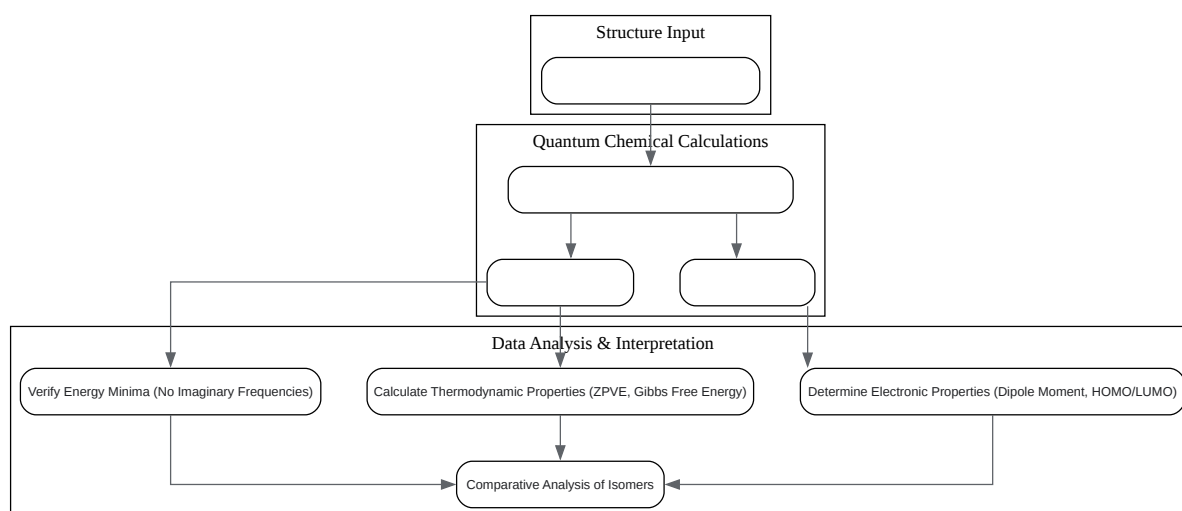 Structure Input
Quantum Chemical Calculations
Data Analysis & Interpretation
Verify Energy Minima (No Imaginary Frequencies)
Calculate Thermodynamic Properties (ZPVE, Gibbs Free Energy)
Determine Electronic Properties (Dipole Moment, HOMO/LUMO)
Comparative Analysis of Isomers